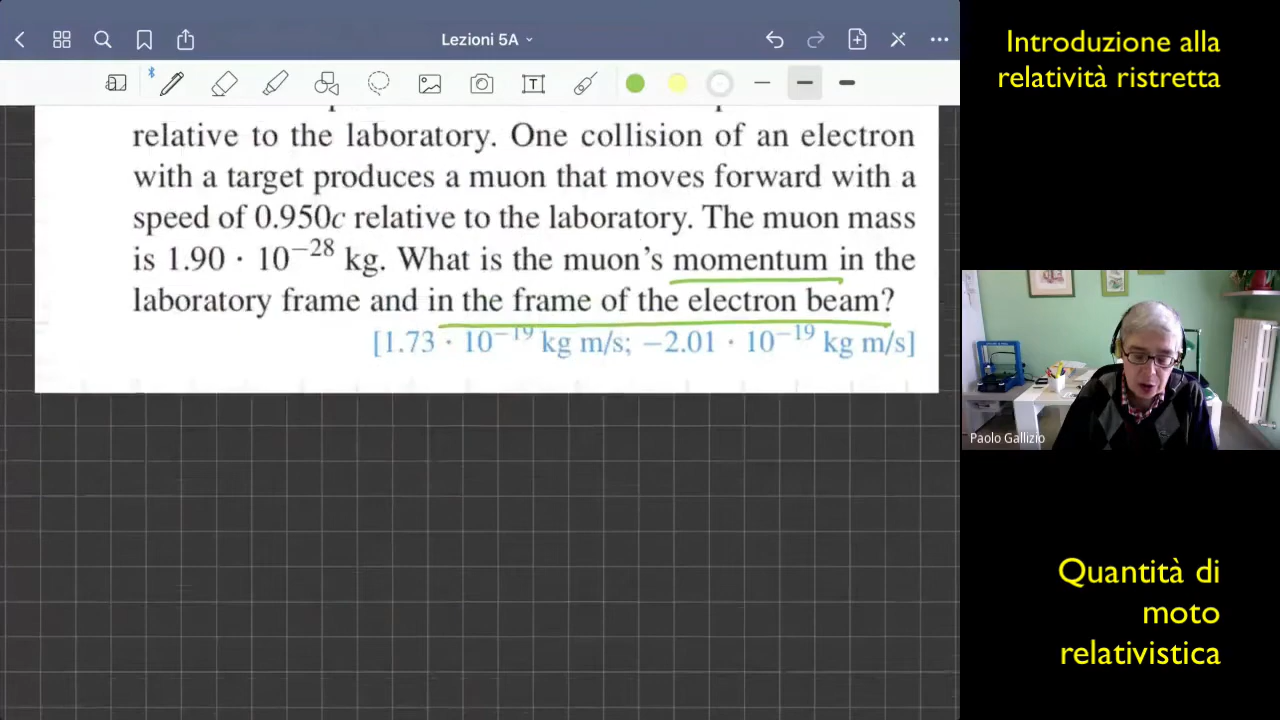 Lezioni 5A
relative to the laboratory. One collision of an electron
with a target produces a muon that moves forward with a
speed of 0.950c relative to the laboratory. The muon mass
is 1.90 · 10⁻²⁸ kg. What is the muon's momentum in the
laboratory frame and in the frame of the electron beam?
[1.73 · 10⁻¹⁹ kg m/s; −2.01 · 10⁻¹⁹ kg m/s]
Introduzione alla
relatività ristretta
Paolo Gallizio
Quantità di
moto
relativistica